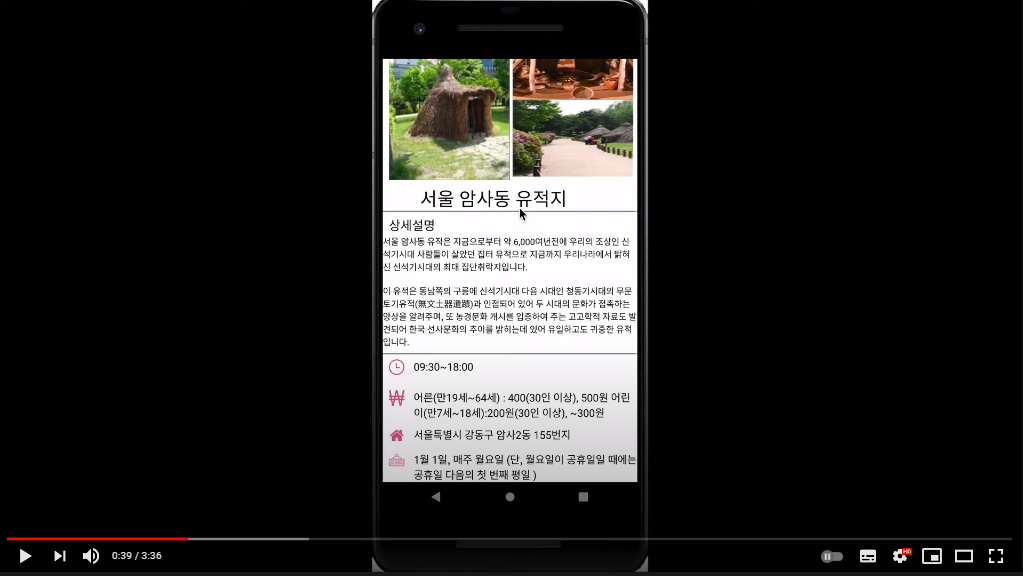 서울 암사동 유적지
상세설명
서울 암사동 유적은 지금으로부터 약 6,000여년전에 우리의 조상인 신
석기시대 사람들이 살았던 집터 유적으로 지금까지 우리나라에서 밝혀
진 신석기시대의 최대 집단취락지입니다.
이 유적은 동남쪽의 구릉에 신석기시대 다음 시대인 청동기시대의 무문
토기유적(無文土器遺蹟)과 인접되어 있어 두 시대의 문화가 접촉하는
양상을 알려주며, 또 농경문화 개시를 입증하여 주는 고고학적 자료도 발
견되어 한국 선사문화의 추이를 밝히는데 있어 유일하고도 귀중한 유적
입니다.
09:30~18:00
어른(만19세~64세) : 400(30인 이상), 500원 어린
이(만7세~18세):200원(30인 이상), ~300원
서울특별시 강동구 암사2동 155번지
1월 1일, 매주 월요일 (단, 월요일이 공휴일일 때에는
공휴일 다음의 첫 번째 평일 )
0:39 / 3:36
HD